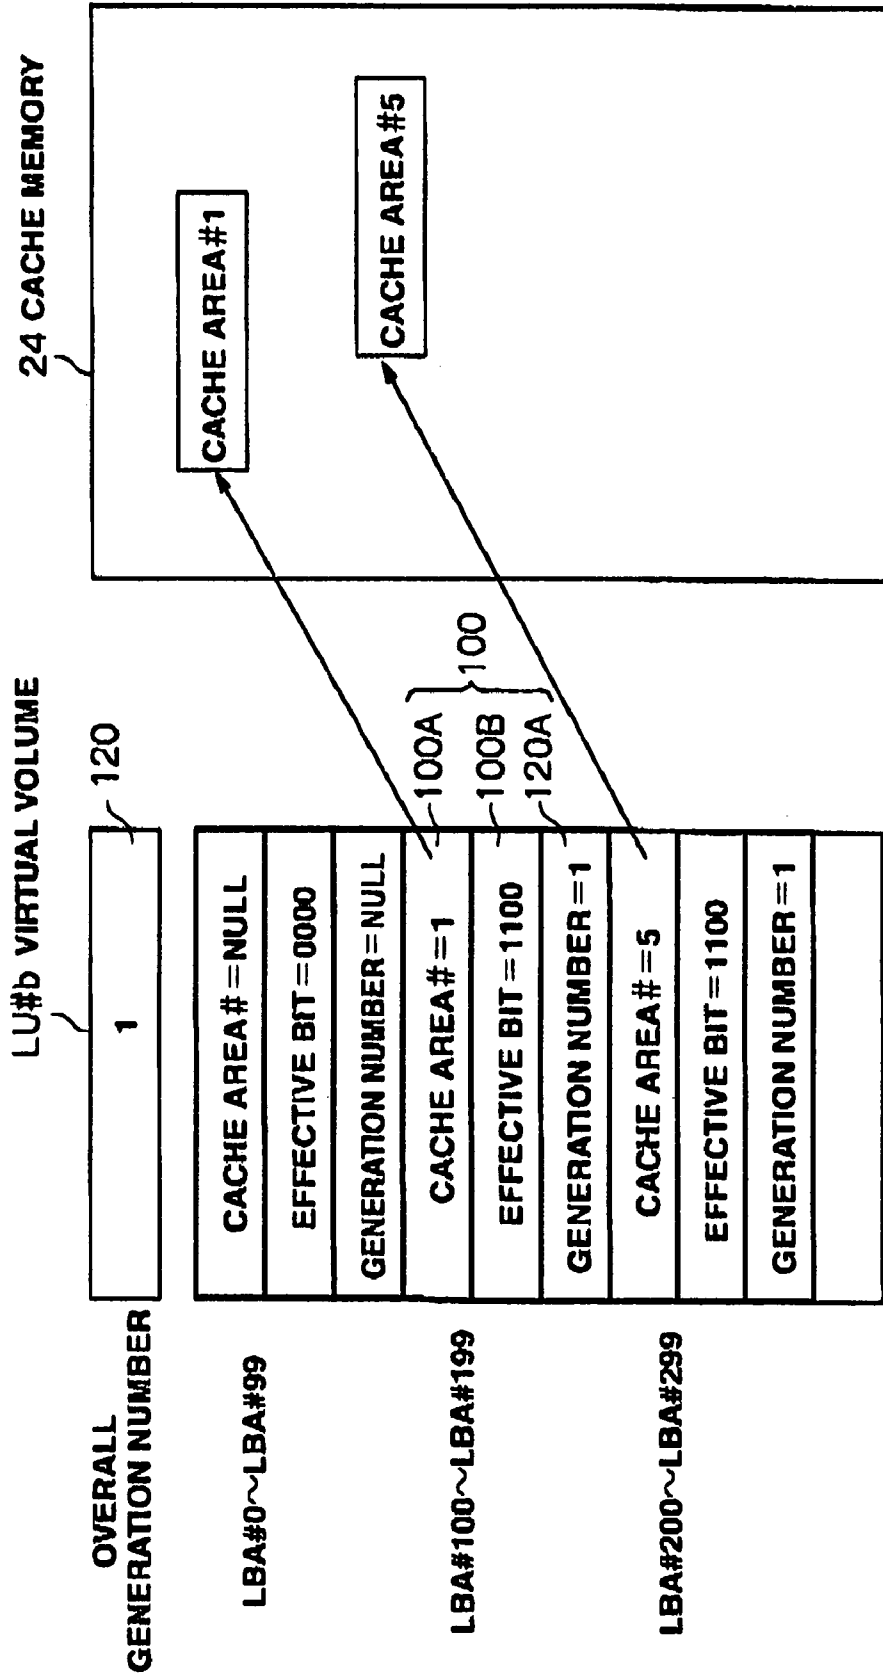 LU#b VIRTUAL VOLUME
24 CACHE MEMORY
OVERALL
GENERATION NUMBER
1
120
LBA#0~LBA#99
CACHE AREA#=NULL
EFFECTIVE BIT=0000
GENERATION NUMBER=NULL
LBA#100~LBA#199
CACHE AREA#=1
EFFECTIVE BIT=1100
GENERATION NUMBER=1
100A
100B
120A
100
LBA#200~LBA#299
CACHE AREA#=5
EFFECTIVE BIT=1100
GENERATION NUMBER=1
CACHE AREA#1
CACHE AREA#5